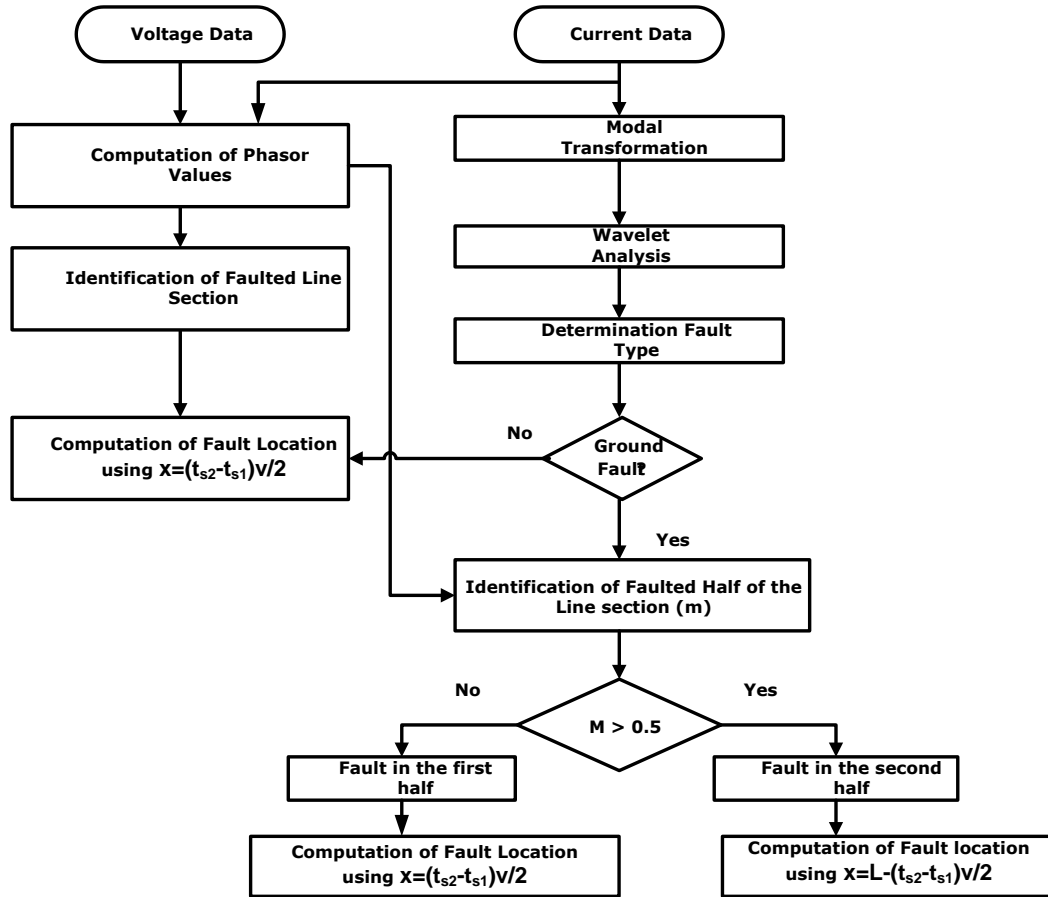 Voltage Data
Current Data
Computation of Phasor
Values
Modal
Transformation
Identification of Faulted Line
Section
Wavelet
Analysis
Determination Fault
Type
Computation of Fault Location
using x=(ts2-ts1)v/2
No
Ground
Fault?
Yes
Identification of Faulted Half of the
Line section (m)
No
Yes
M > 0.5
Fault in the first
half
Fault in the second
half
Computation of Fault Location
using x=(ts2-ts1)v/2
Computation of Fault location
using x=L-(ts2-ts1)v/2